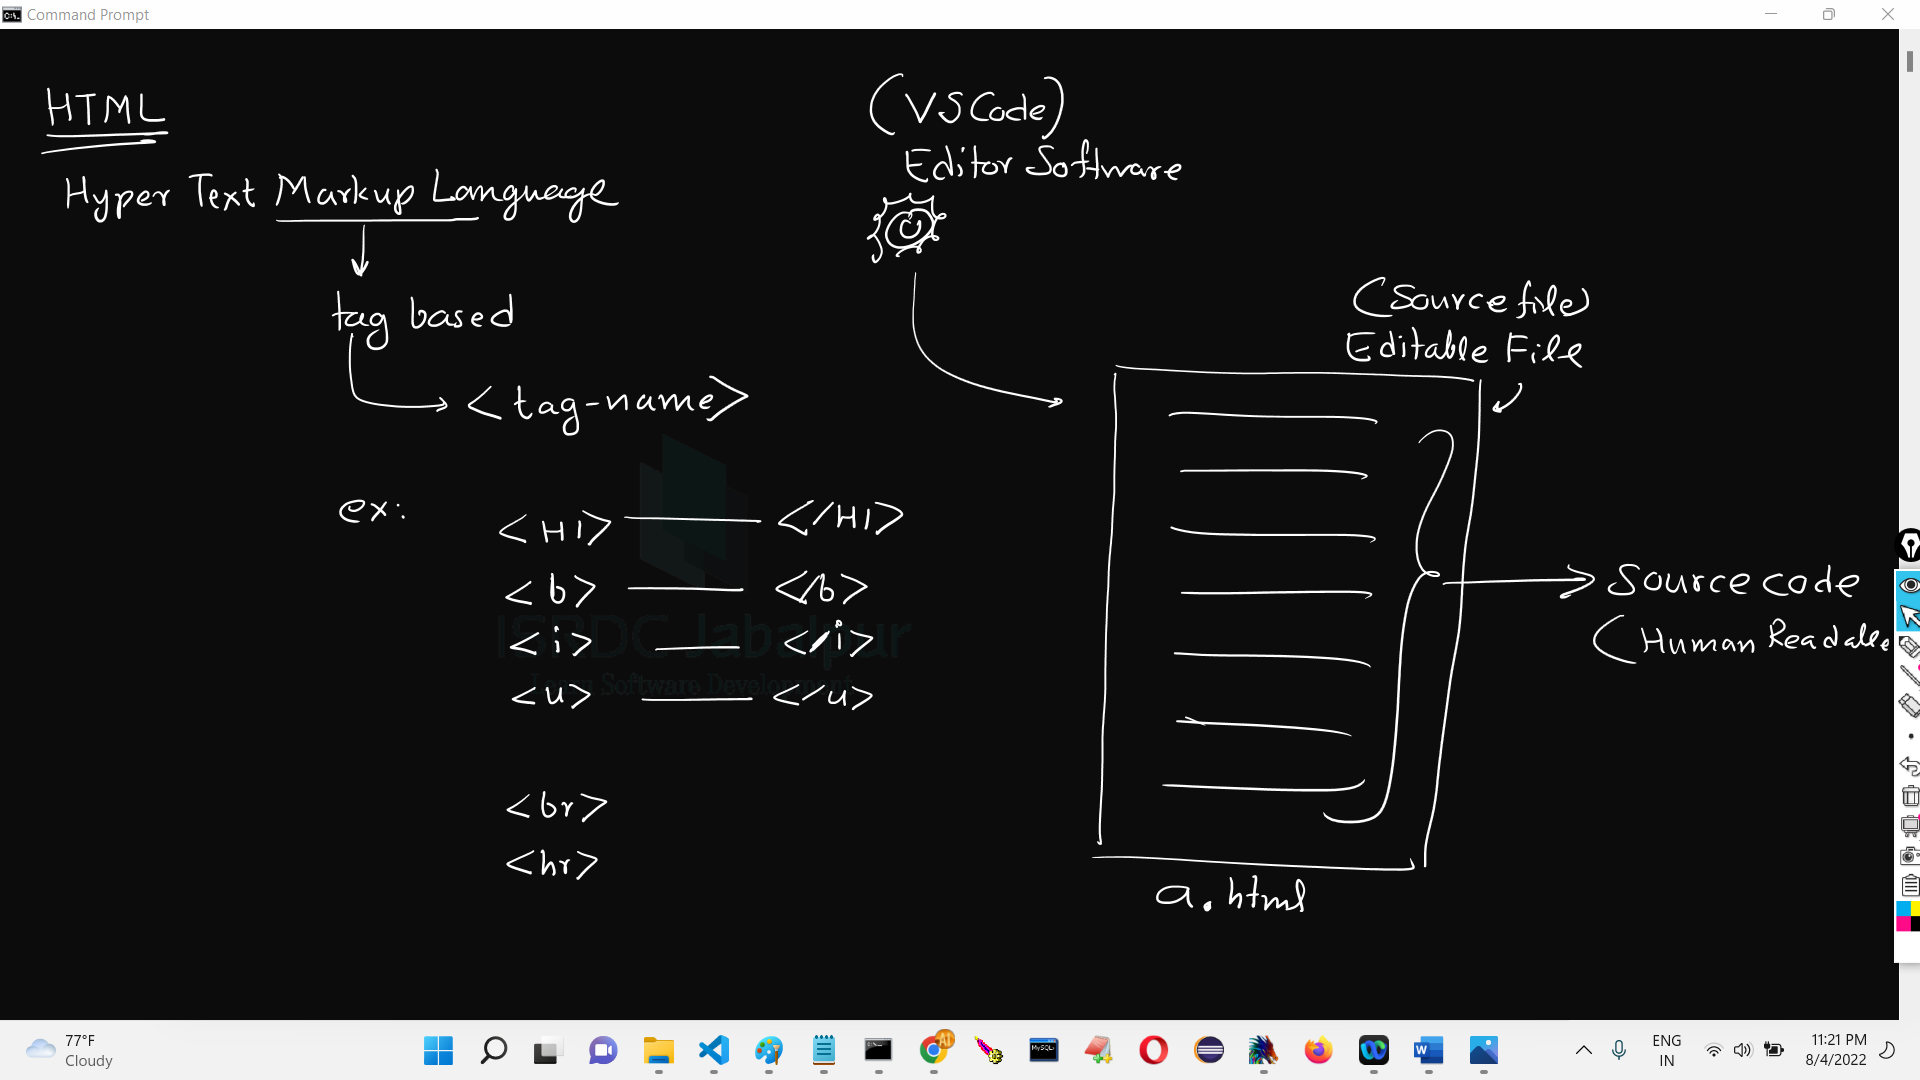 Command Prompt
HTML
Hyper Text Markup Language
tag based
<tag-name>
ex:
<H1> </H1>
<b> </b>
<i> </i>
<u> </u>
<br>
<hr>
(VSCode)
Editor Software
(Source file)
Editable File
a.html
Source code
(Human Readable
ISRDC Jabalpur
Learn Software Development
77°F
Cloudy
AI
MySQL
ENG
IN
11:21 PM
8/4/2022